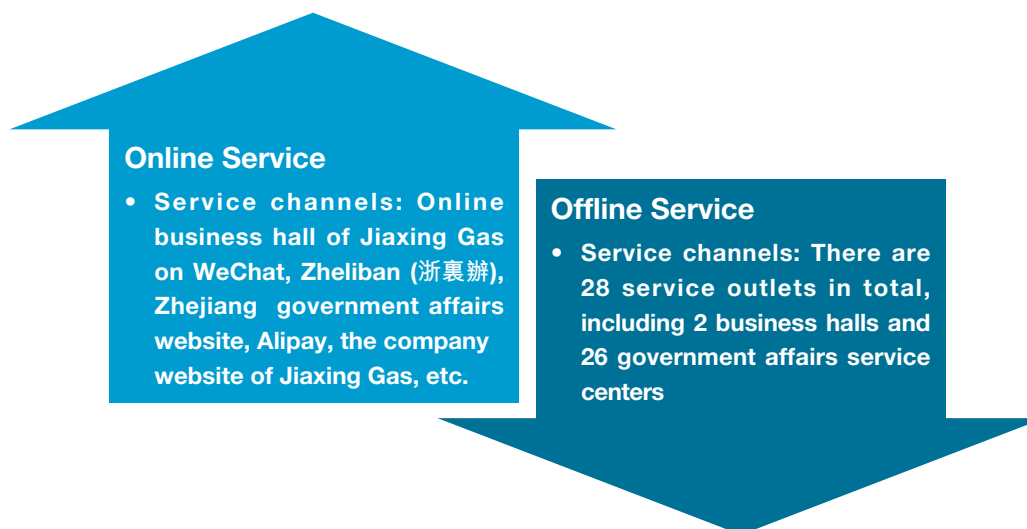 Online Service
• Service channels: Online
business hall of Jiaxing Gas
on WeChat, Zheliban (浙裏辦),
Zhejiang government affairs
website, Alipay, the company
website of Jiaxing Gas, etc.
Offline Service
• Service channels: There are
28 service outlets in total,
including 2 business halls and
26 government affairs service
centers